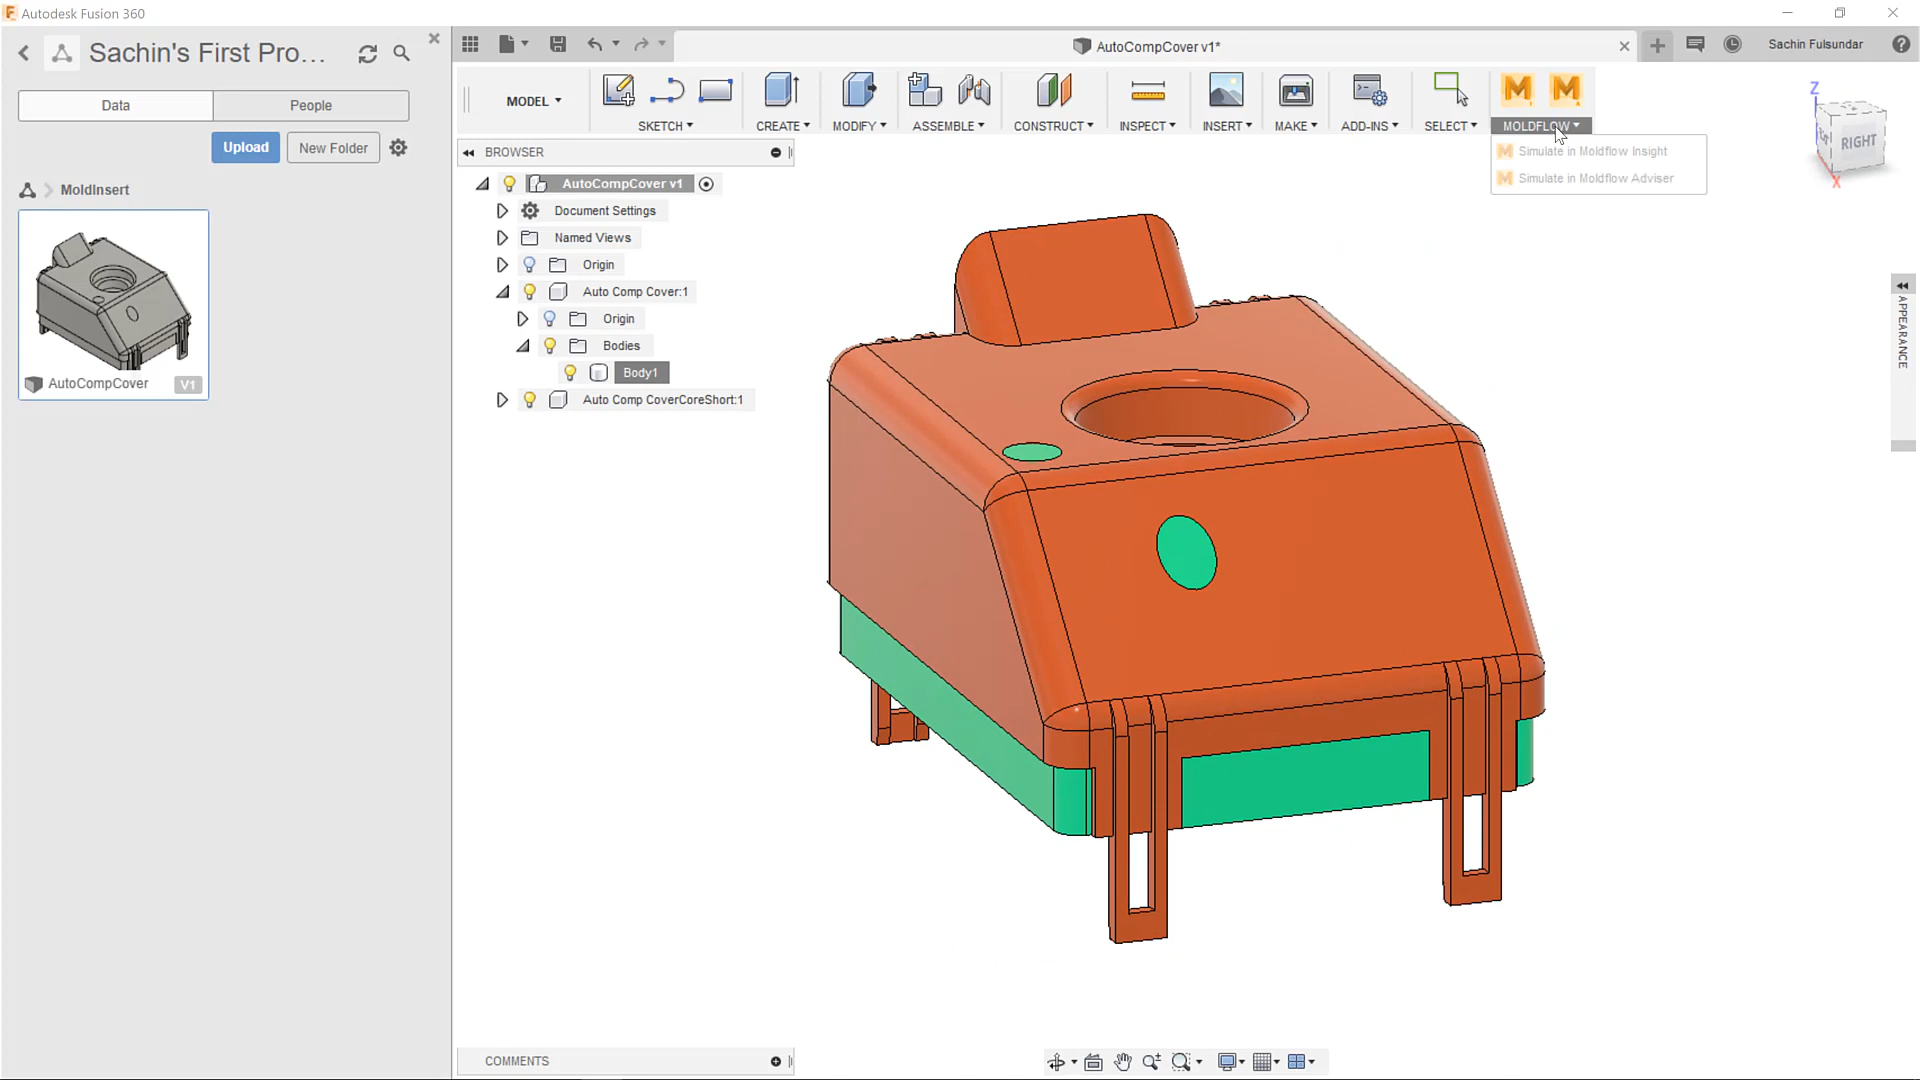 Autodesk Fusion 360
Sachin's First Pro...
Data
People
Upload
New Folder
MoldInsert
AutoCompCover
V1
AutoCompCover v1*
Sachin Fulsundar
MODEL
SKETCH
CREATE
MODIFY
ASSEMBLE
CONSTRUCT
INSPECT
INSERT
MAKE
ADD-INS
SELECT
MOLDFLOW
Simulate in Moldflow Insight
Simulate in Moldflow Adviser
BROWSER
AutoCompCover v1
Document Settings
Named Views
Origin
Auto Comp Cover:1
Origin
Bodies
Body1
Auto Comp CoverCoreShort:1
Z
RIGHT
X
APPEARANCE
COMMENTS